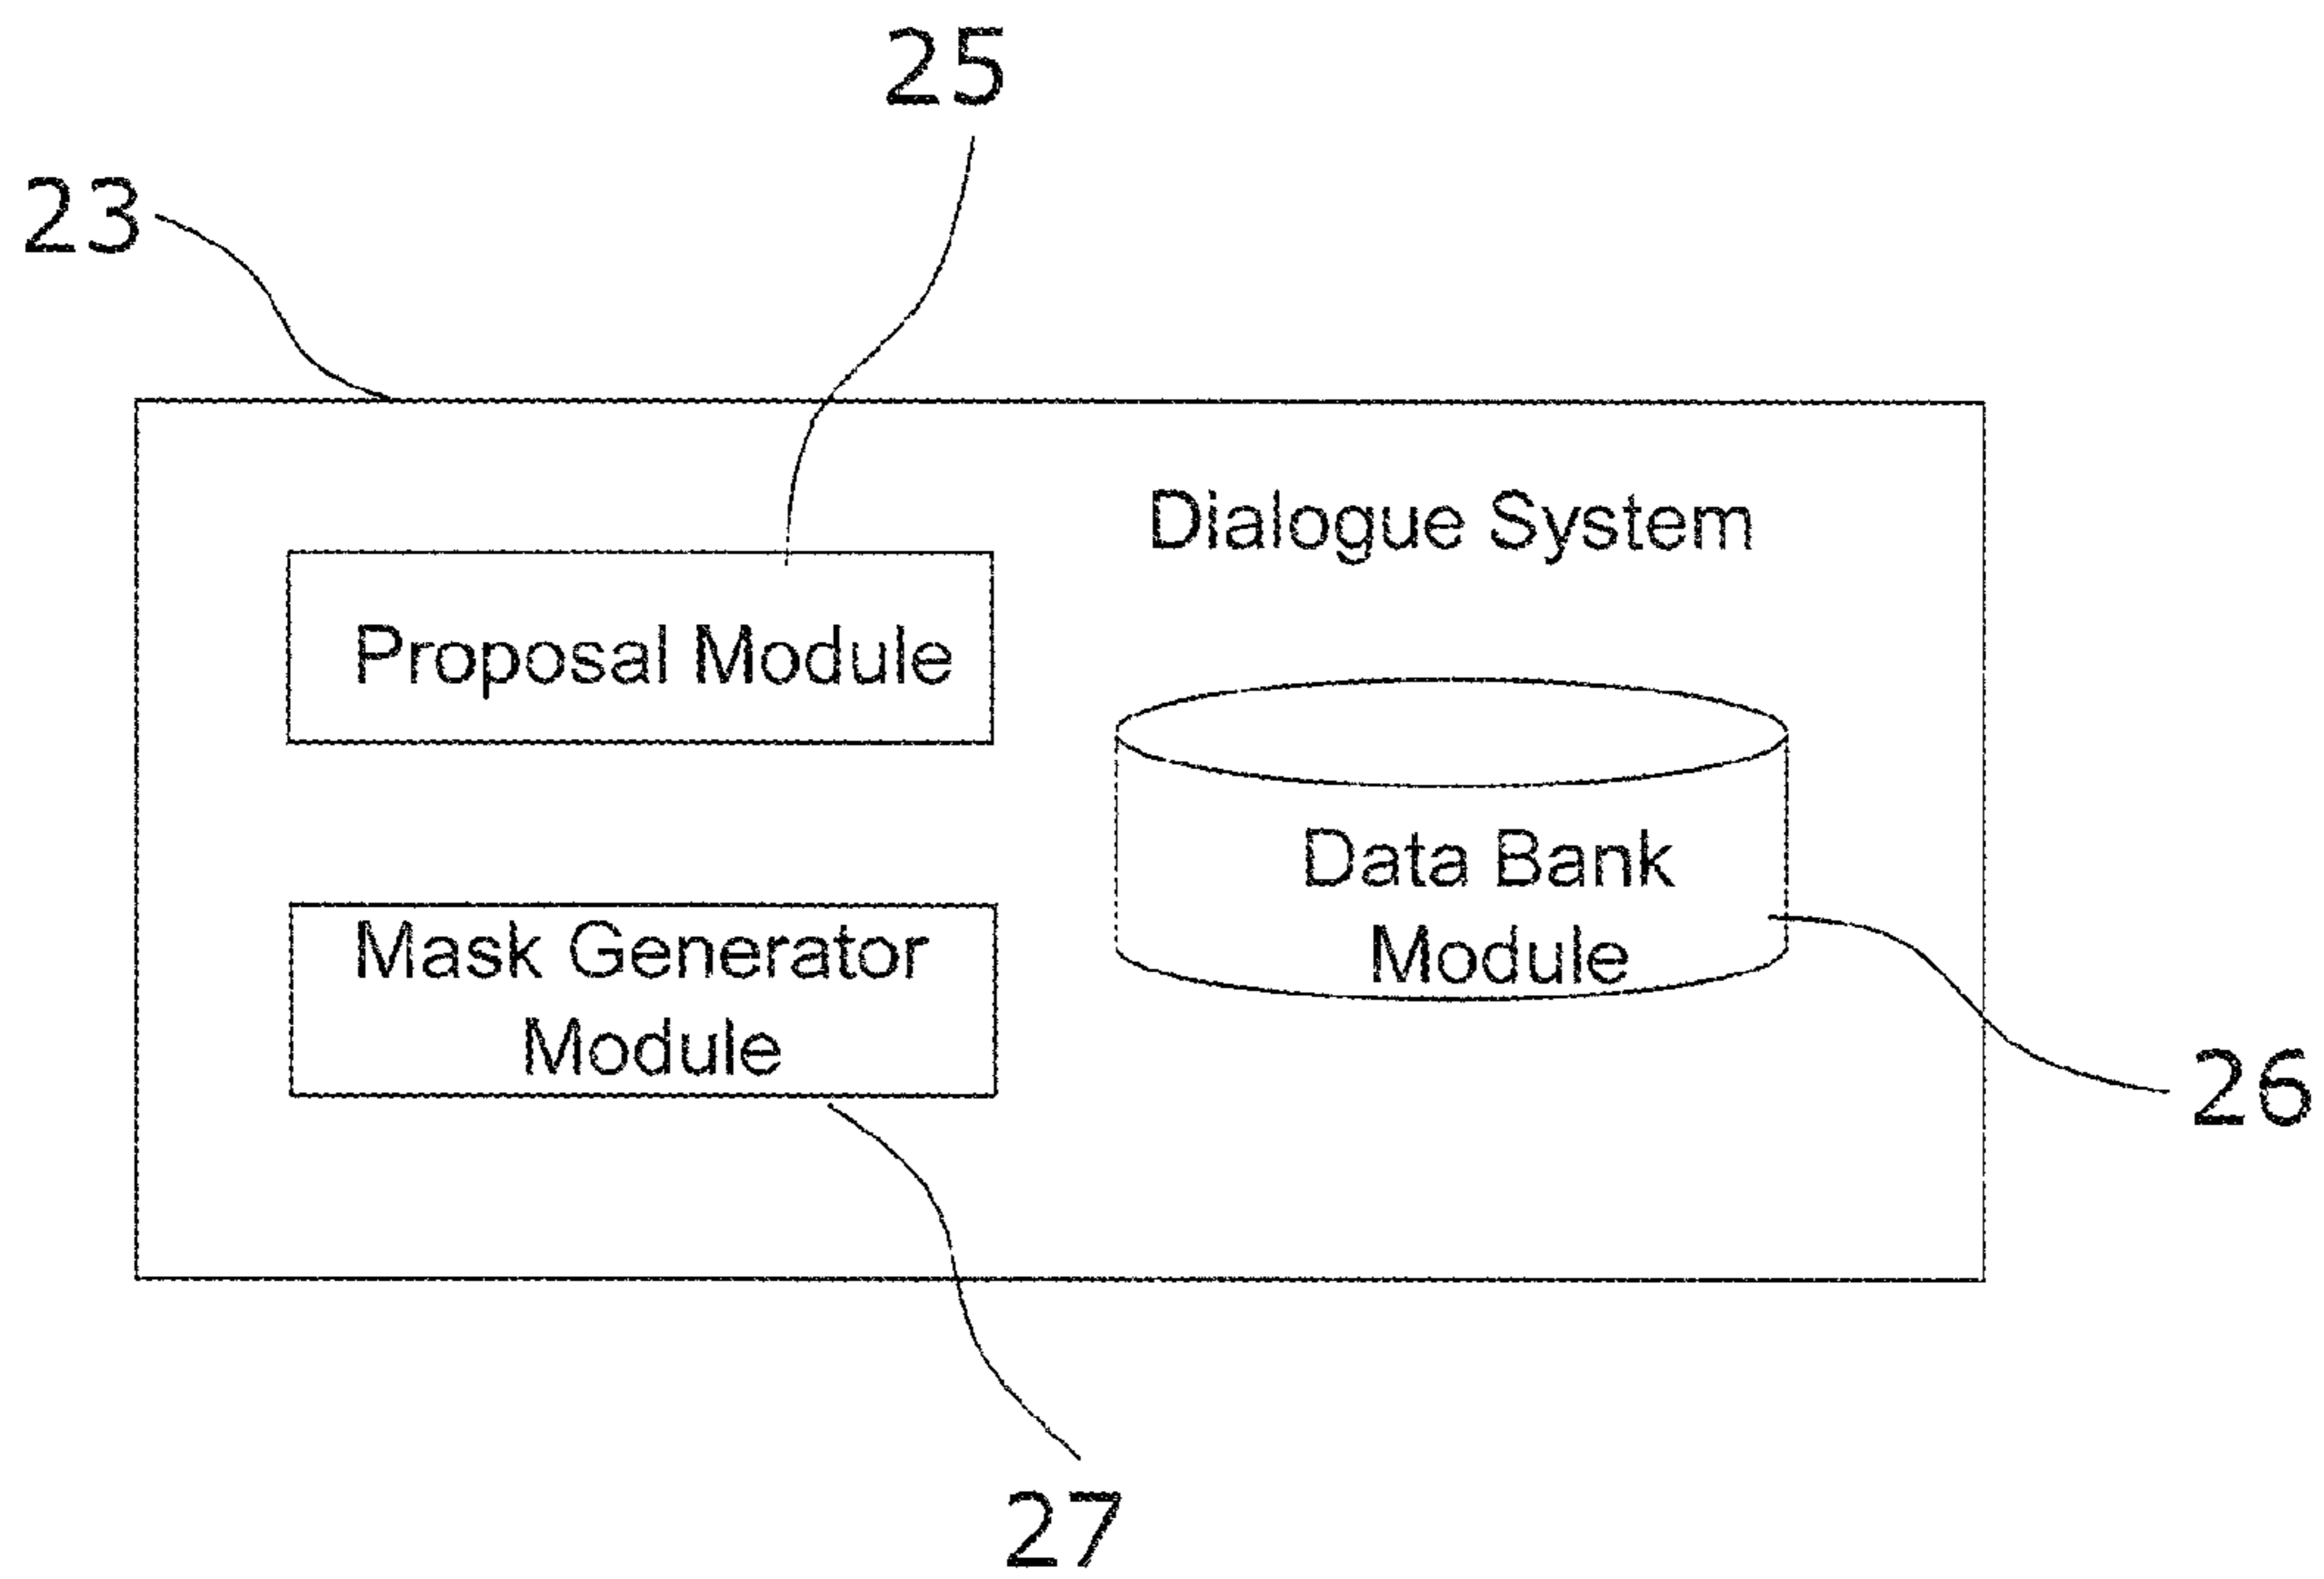 25
23
Dialogue System
Proposal Module
Data Bank
Module
Mask Generator
Module
26
27